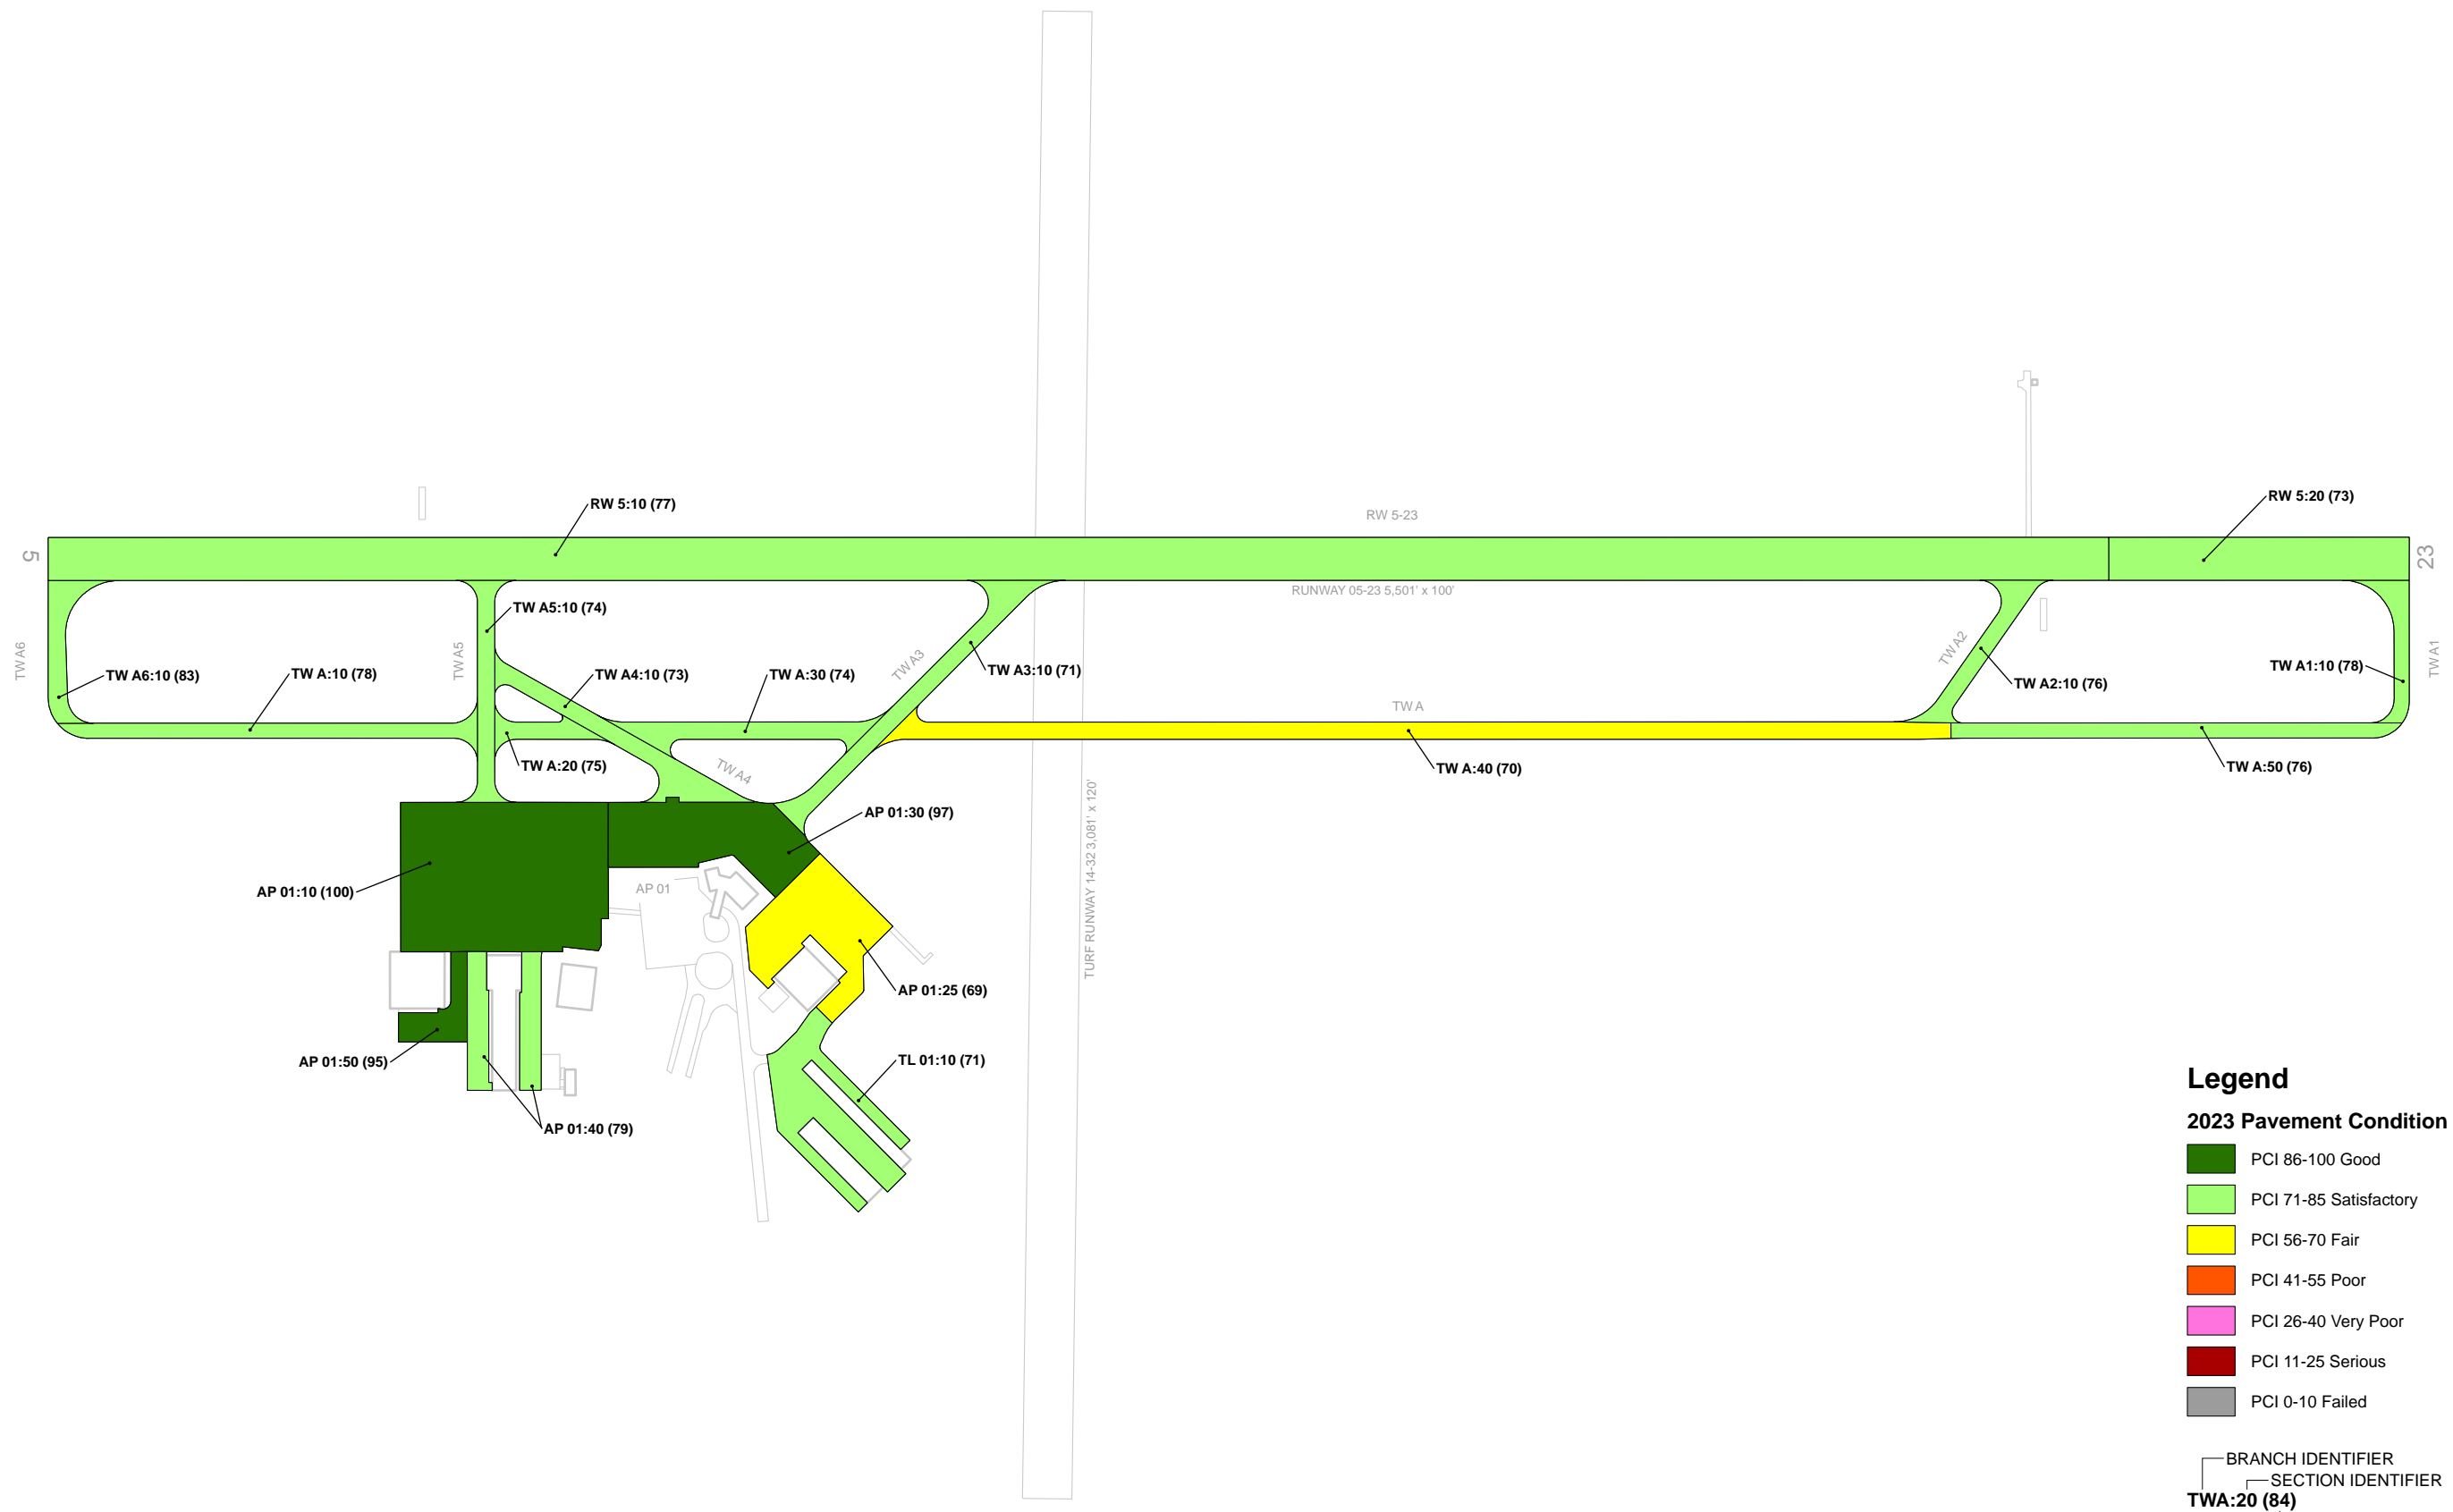 RW 5:20 (73)
RW 5:10 (77)
RW 5-23
5
23
RUNWAY 05-23 5,501' x 100'
TW A5:10 (74)
TW A6
TW A5
TW A3
TW A2
TW A1
TW A6:10 (83)
TW A:10 (78)
TW A4:10 (73)
TW A:30 (74)
TW A3:10 (71)
TW A2:10 (76)
TW A1:10 (78)
TW A
TW A:20 (75)
TW A4
TW A:40 (70)
TW A:50 (76)
AP 01:30 (97)
TURF RUNWAY 14-32 3,081' x 120'
AP 01:10 (100)
AP 01
AP 01:25 (69)
AP 01:50 (95)
TL 01:10 (71)
AP 01:40 (79)
Legend
2023 Pavement Condition
PCI 86-100 Good
PCI 71-85 Satisfactory
PCI 56-70 Fair
PCI 41-55 Poor
PCI 26-40 Very Poor
PCI 11-25 Serious
PCI 0-10 Failed
BRANCH IDENTIFIER
SECTION IDENTIFIER
TWA:20 (84)